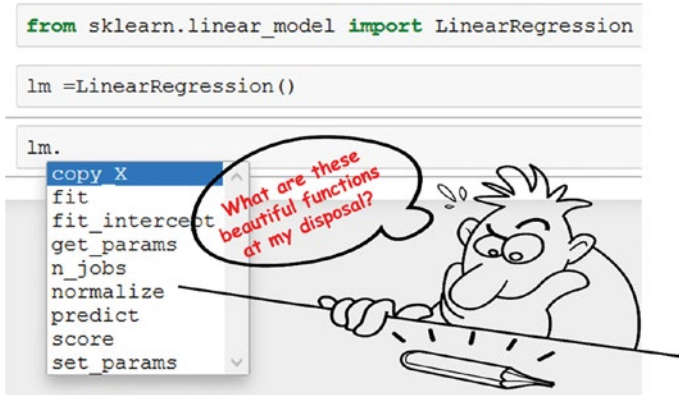 from sklearn.linear_model import LinearRegression
lm =LinearRegression()
lm.
copy_X
fit
fit_intercept
get_params
n_jobs
normalize
predict
score
set_params
What are these
beautiful functions
at my disposal?